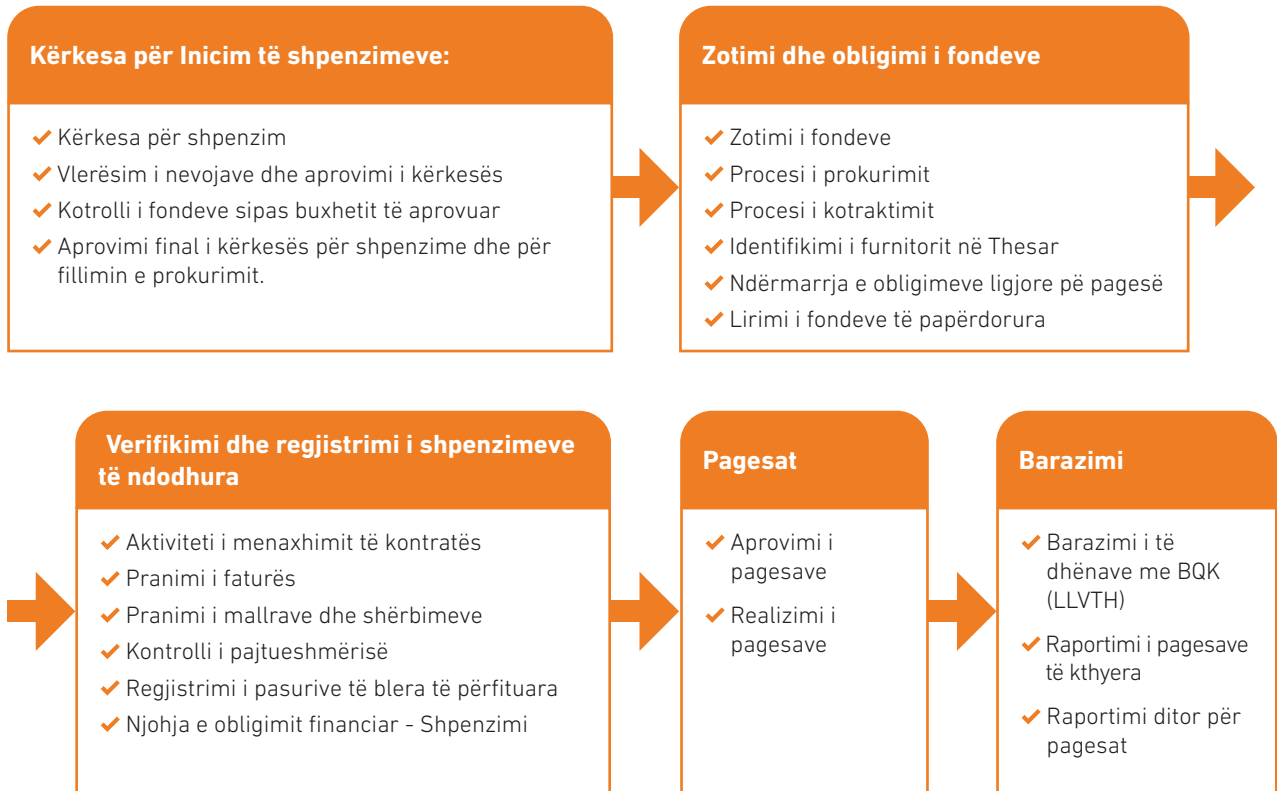 Kërkesa për Inicim të shpenzimeve:
Kërkesa për shpenzim
Vlerësim i nevojave dhe aprovimi i kërkesës
Kotrolli i fondeve sipas buxhetit të aprovuar
Aprovimi final i kërkesës për shpenzime dhe për
fillimin e prokurimit.
Zotimi dhe obligimi i fondeve
Zotimi i fondeve
Procesi i prokurimit
Procesi i kotraktimit
Identifikimi i furnitorit në Thesar
Ndërmarrja e obligimeve ligjore pë pagesë
Lirimi i fondeve të papërdorura
Verifikimi dhe regjistrimi i shpenzimeve
të ndodhura
Aktiviteti i menaxhimit të kontratës
Pranimi i faturës
Pranimi i mallrave dhe shërbimeve
Kontrolli i pajtueshmërisë
Regjistrimi i pasurive të blera të përfituara
Njohja e obligimit financiar - Shpenzimi
Pagesat
Aprovimi i
pagesave
Realizimi i
pagesave
Barazimi
Barazimi i të
dhënave me BQK
(LLVTH)
Raportimi i pagesave
të kthyera
Raportimi ditor për
pagesat